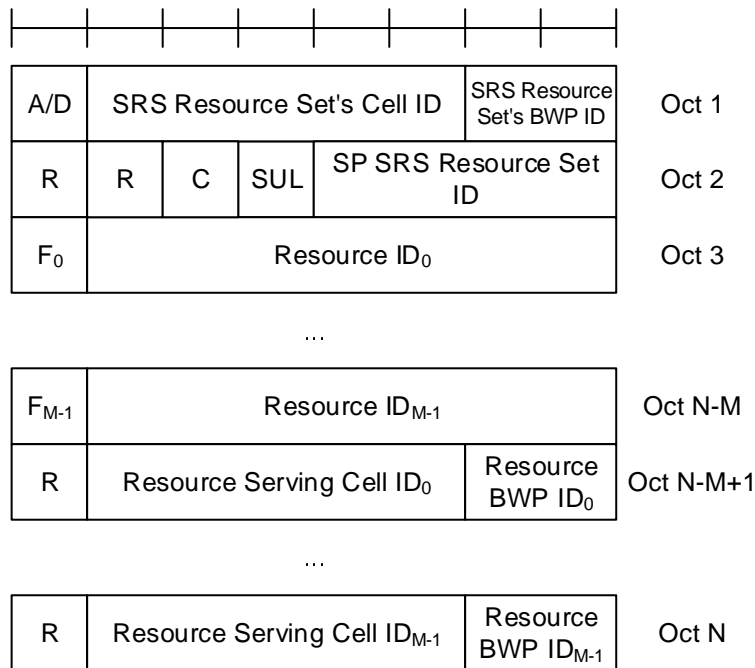 A/D SRS Resource Set's Cell ID SRS Resource Set's BWP ID Oct 1
R R C SUL SP SRS Resource Set ID Oct 2
F0 Resource ID0 Oct 3
...
FM-1 Resource IDM-1 Oct N-M
R Resource Serving Cell ID0 Resource BWP ID0 Oct N-M+1
...
R Resource Serving Cell IDM-1 Resource BWP IDM-1 Oct N